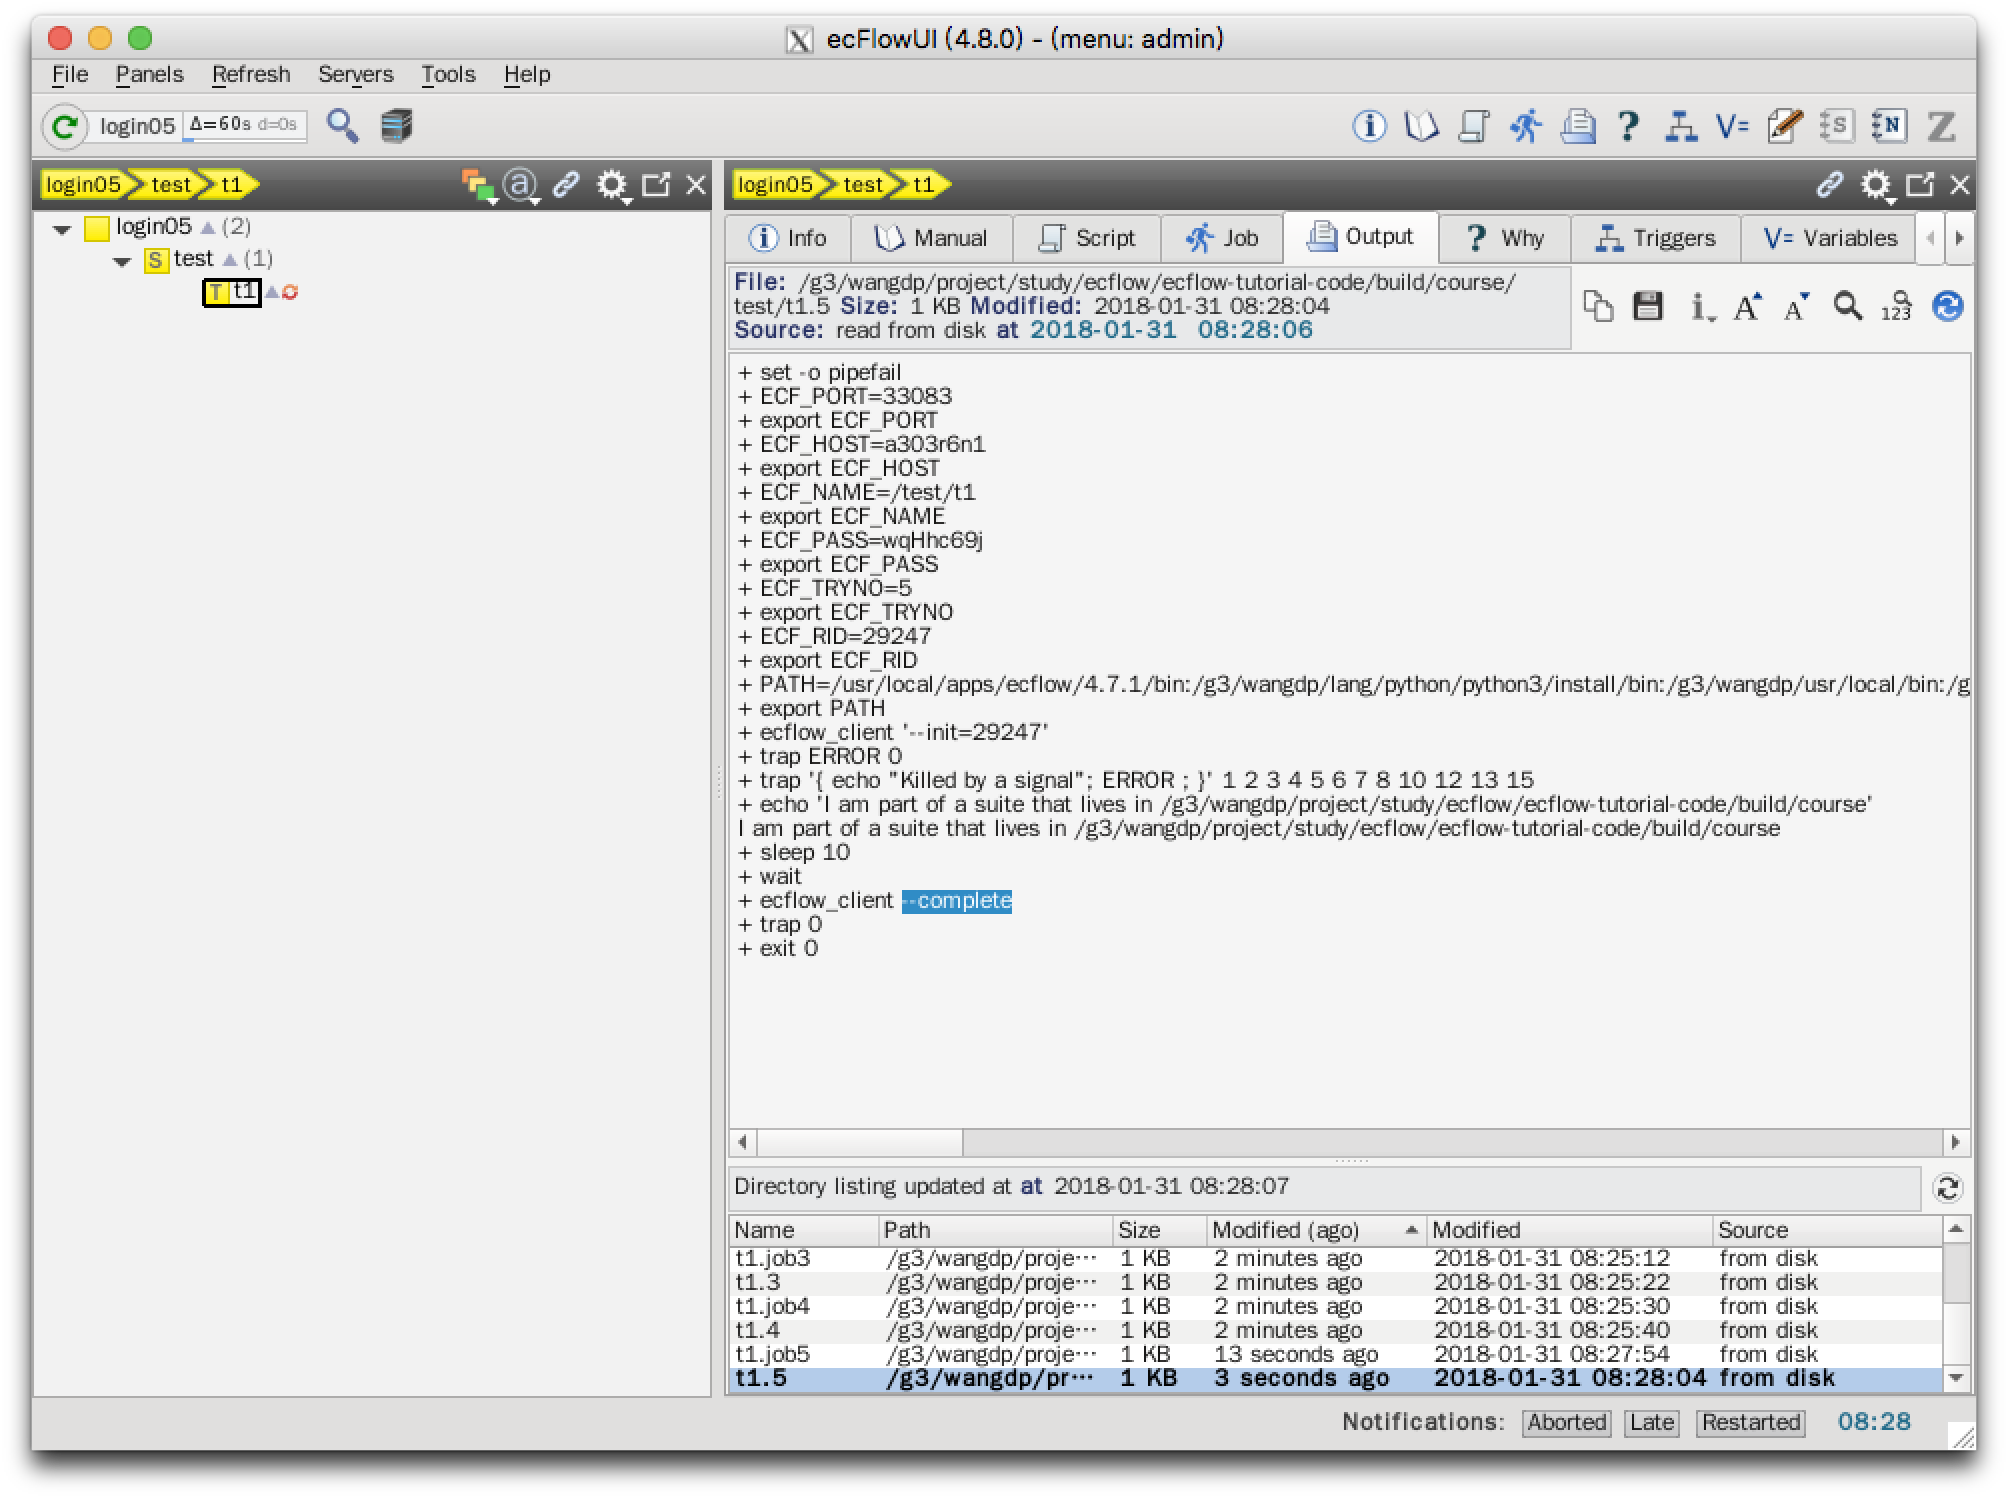 ecFlowUI (4.8.0) - (menu: admin)
File Panels Refresh Servers Tools Help
login05 Δ=60s d=0s
login05 test t1
login05 (2)
S test (1)
T t1
login05 test t1
Info Manual Script Job Output Why Triggers V= Variables
File: /g3/wangdp/project/study/ecflow/ecflow-tutorial-code/build/course/
test/t1.5 Size: 1 KB Modified: 2018-01-31 08:28:04
Source: read from disk at 2018-01-31 08:28:06
+ set -o pipefail
+ ECF_PORT=33083
+ export ECF_PORT
+ ECF_HOST=a303r6n1
+ export ECF_HOST
+ ECF_NAME=/test/t1
+ export ECF_NAME
+ ECF_PASS=wqHhc69j
+ export ECF_PASS
+ ECF_TRYNO=5
+ export ECF_TRYNO
+ ECF_RID=29247
+ export ECF_RID
+ PATH=/usr/local/apps/ecflow/4.7.1/bin:/g3/wangdp/lang/python/python3/install/bin:/g3/wangdp/usr/local/bin:/g
+ export PATH
+ ecflow_client '--init=29247'
+ trap ERROR 0
+ trap '{ echo "Killed by a signal"; ERROR ; }' 1 2 3 4 5 6 7 8 10 12 13 15
+ echo 'I am part of a suite that lives in /g3/wangdp/project/study/ecflow/ecflow-tutorial-code/build/course'
I am part of a suite that lives in /g3/wangdp/project/study/ecflow/ecflow-tutorial-code/build/course
+ sleep 10
+ wait
+ ecflow_client --complete
+ trap 0
+ exit 0
Directory listing updated at at 2018-01-31 08:28:07
Name Path Size Modified (ago) Modified Source
t1.job3 /g3/wangdp/proje··· 1 KB 2 minutes ago 2018-01-31 08:25:12 from disk
t1.3 /g3/wangdp/proje··· 1 KB 2 minutes ago 2018-01-31 08:25:22 from disk
t1.job4 /g3/wangdp/proje··· 1 KB 2 minutes ago 2018-01-31 08:25:30 from disk
t1.4 /g3/wangdp/proje··· 1 KB 2 minutes ago 2018-01-31 08:25:40 from disk
t1.job5 /g3/wangdp/proje··· 1 KB 13 seconds ago 2018-01-31 08:27:54 from disk
t1.5 /g3/wangdp/pr··· 1 KB 3 seconds ago 2018-01-31 08:28:04 from disk
Notifications: Aborted Late Restarted 08:28